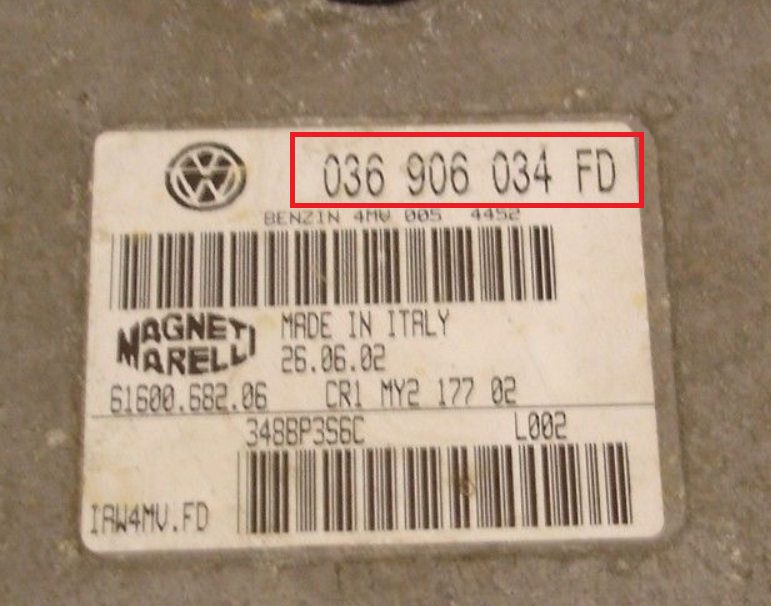 036 906 034 FD
BENZIN 4MV 005 4452
MAGNETI MARELLI
MADE IN ITALY
26.06.02
61600.682.06 CR1 MY2 177 02
348BP3S6C L002
IAW4MV.FD